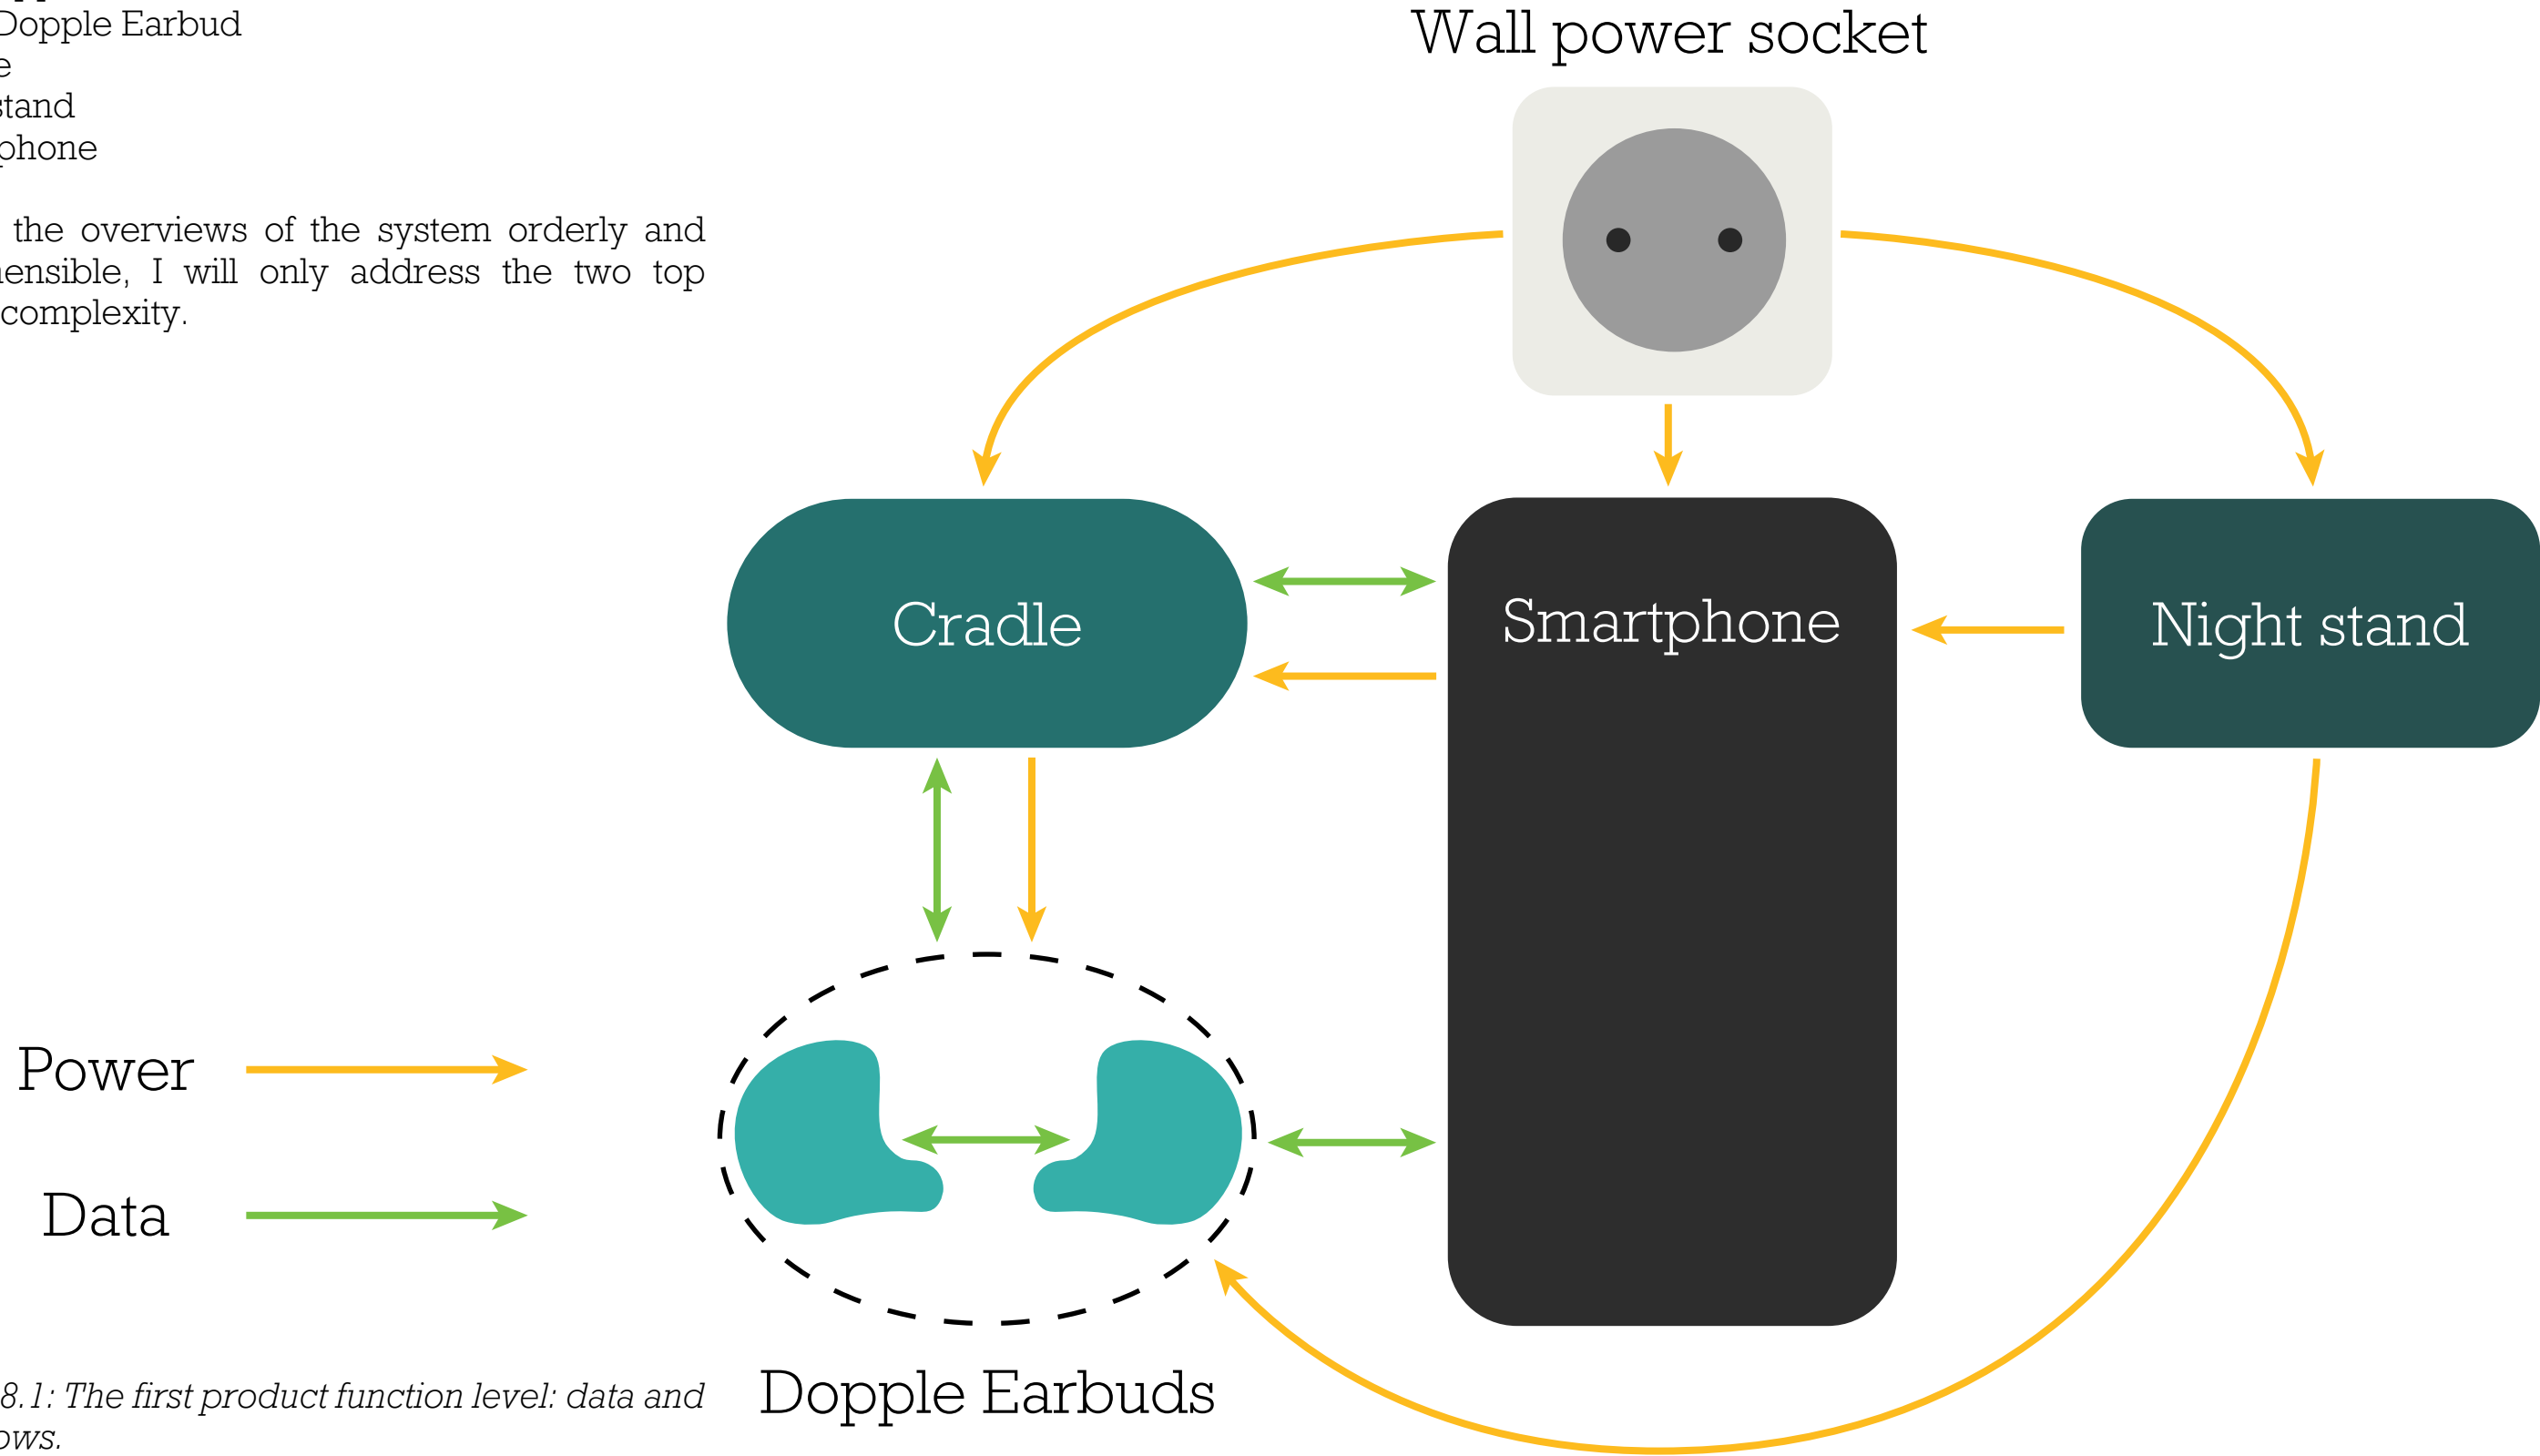 Dopple Earbud
e
stand
phone
the overviews of the system orderly and
ensible, I will only address the two top
complexity.
Wall power socket
Cradle
Smartphone
Night stand
Power
Data
Dopple Earbuds
8.1: The first product function level: data and
ows.